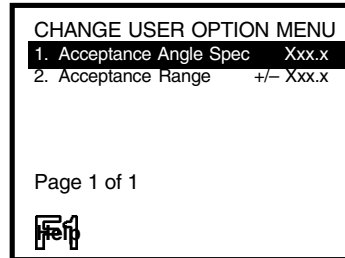 CHANGE USER OPTION MENU
1. Acceptance Angle Spec Xxx.x
2. Acceptance Range +/– Xxx.x
Page 1 of 1
F1
Help